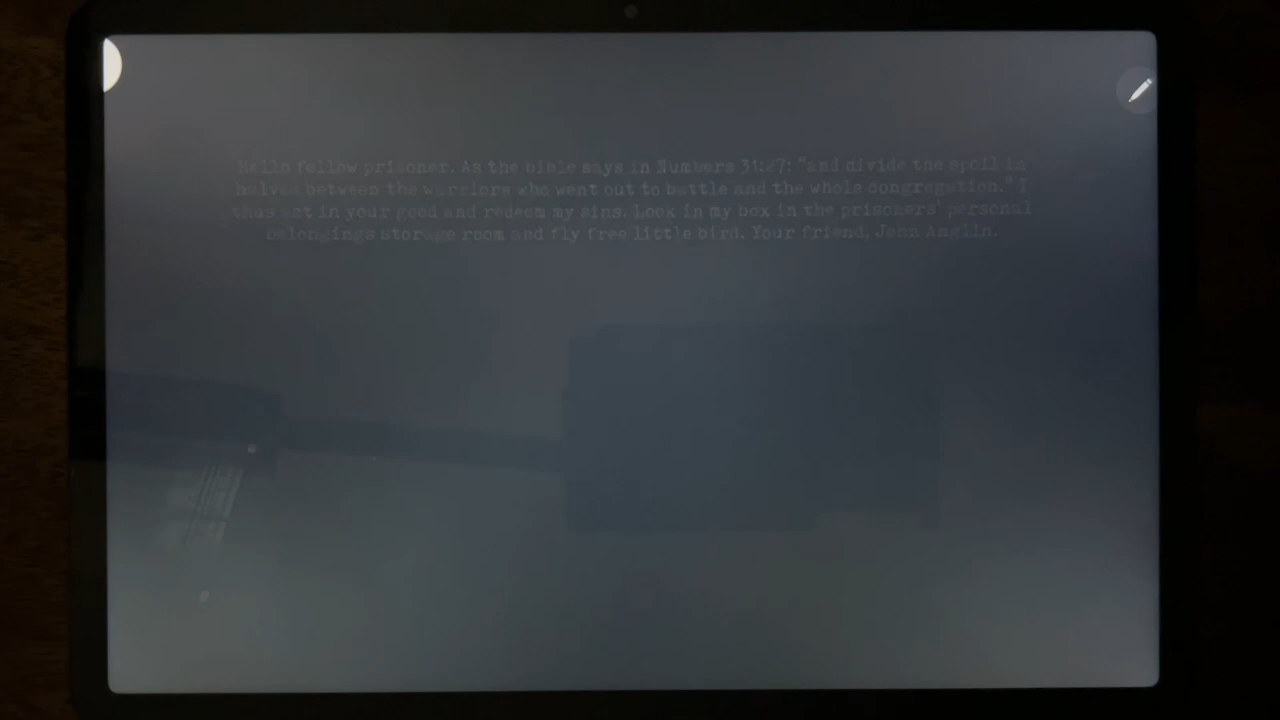 Hello fellow prisoner. As the bible says in Numbers 31:27: "and divide the spoil in
halves between the warriors who went out to battle and the whole congregation." I
thus act in your good and redeem my sins. Look in my box in the prisoners' personal
belongings storage room and fly free little bird. Your friend, John Anglin.